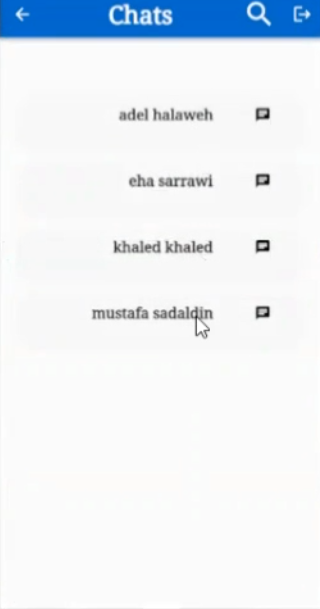 Chats
adel halaweh
eha sarrawi
khaled khaled
mustafa sadaldin